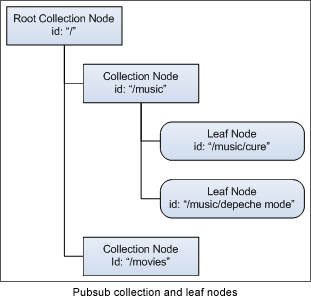 Root Collection Node
id: “/”
Collection Node
id: “/music”
Leaf Node
id: “/music/cure”
Leaf Node
id: “/music/depeche mode”
Collection Node
Id: “/movies”
Pubsub collection and leaf nodes